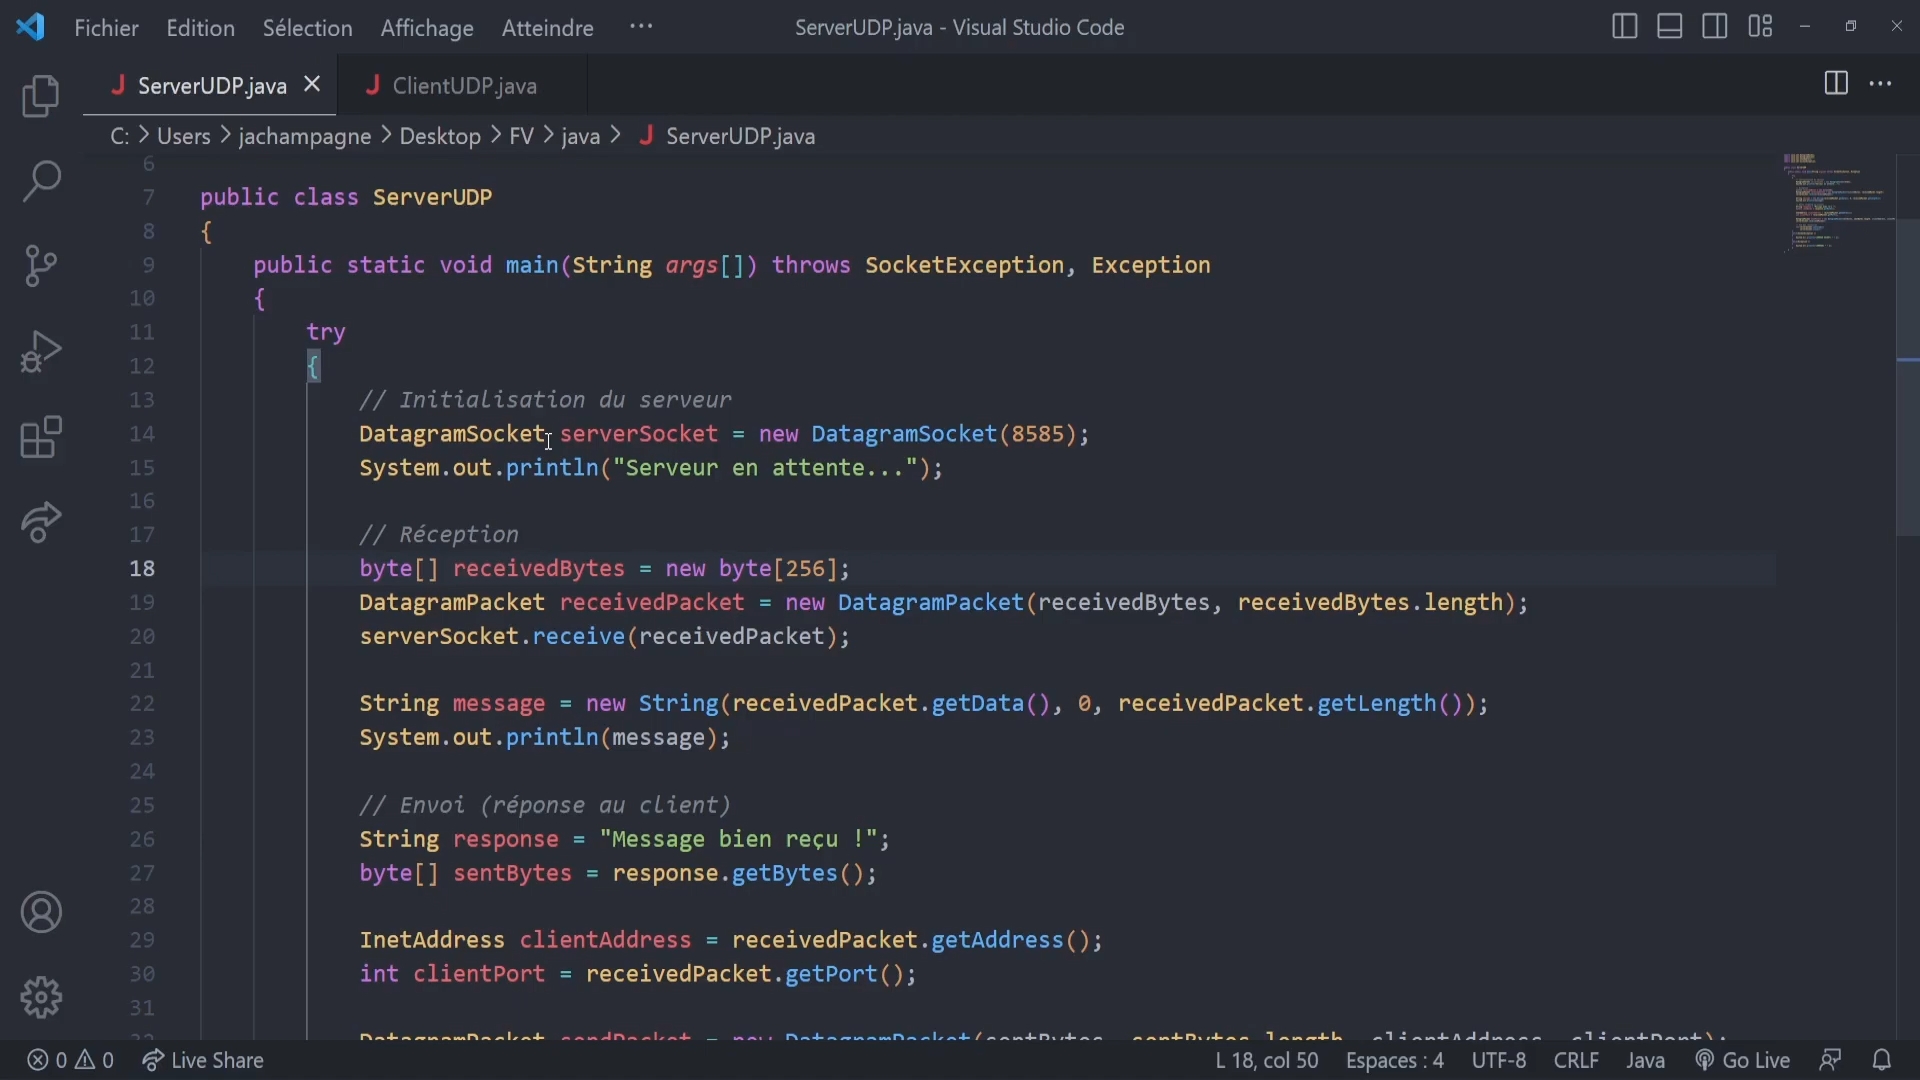 Fichier Edition Sélection Affichage Atteindre ··· ServerUDP.java - Visual Studio Code
ServerUDP.java ClientUDP.java
C: > Users > jachampagne > Desktop > FV > java > ServerUDP.java
6
7 public class ServerUDP
8 {
9 public static void main(String args[]) throws SocketException, Exception
10 {
11 try
12 {
13 // Initialisation du serveur
14 DatagramSocket serverSocket = new DatagramSocket(8585);
15 System.out.println("Serveur en attente...");
16
17 // Réception
18 byte[] receivedBytes = new byte[256];
19 DatagramPacket receivedPacket = new DatagramPacket(receivedBytes, receivedBytes.length);
20 serverSocket.receive(receivedPacket);
21
22 String message = new String(receivedPacket.getData(), 0, receivedPacket.getLength());
23 System.out.println(message);
24
25 // Envoi (réponse au client)
26 String response = "Message bien reçu !";
27 byte[] sentBytes = response.getBytes();
28
29 InetAddress clientAddress = receivedPacket.getAddress();
30 int clientPort = receivedPacket.getPort();
31
32 DatagramPacket sendPacket = new DatagramPacket(sentBytes, sentBytes.length, clientAddress, clientPort);
0 0 Live Share L 18, col 50 Espaces : 4 UTF-8 CRLF Java Go Live